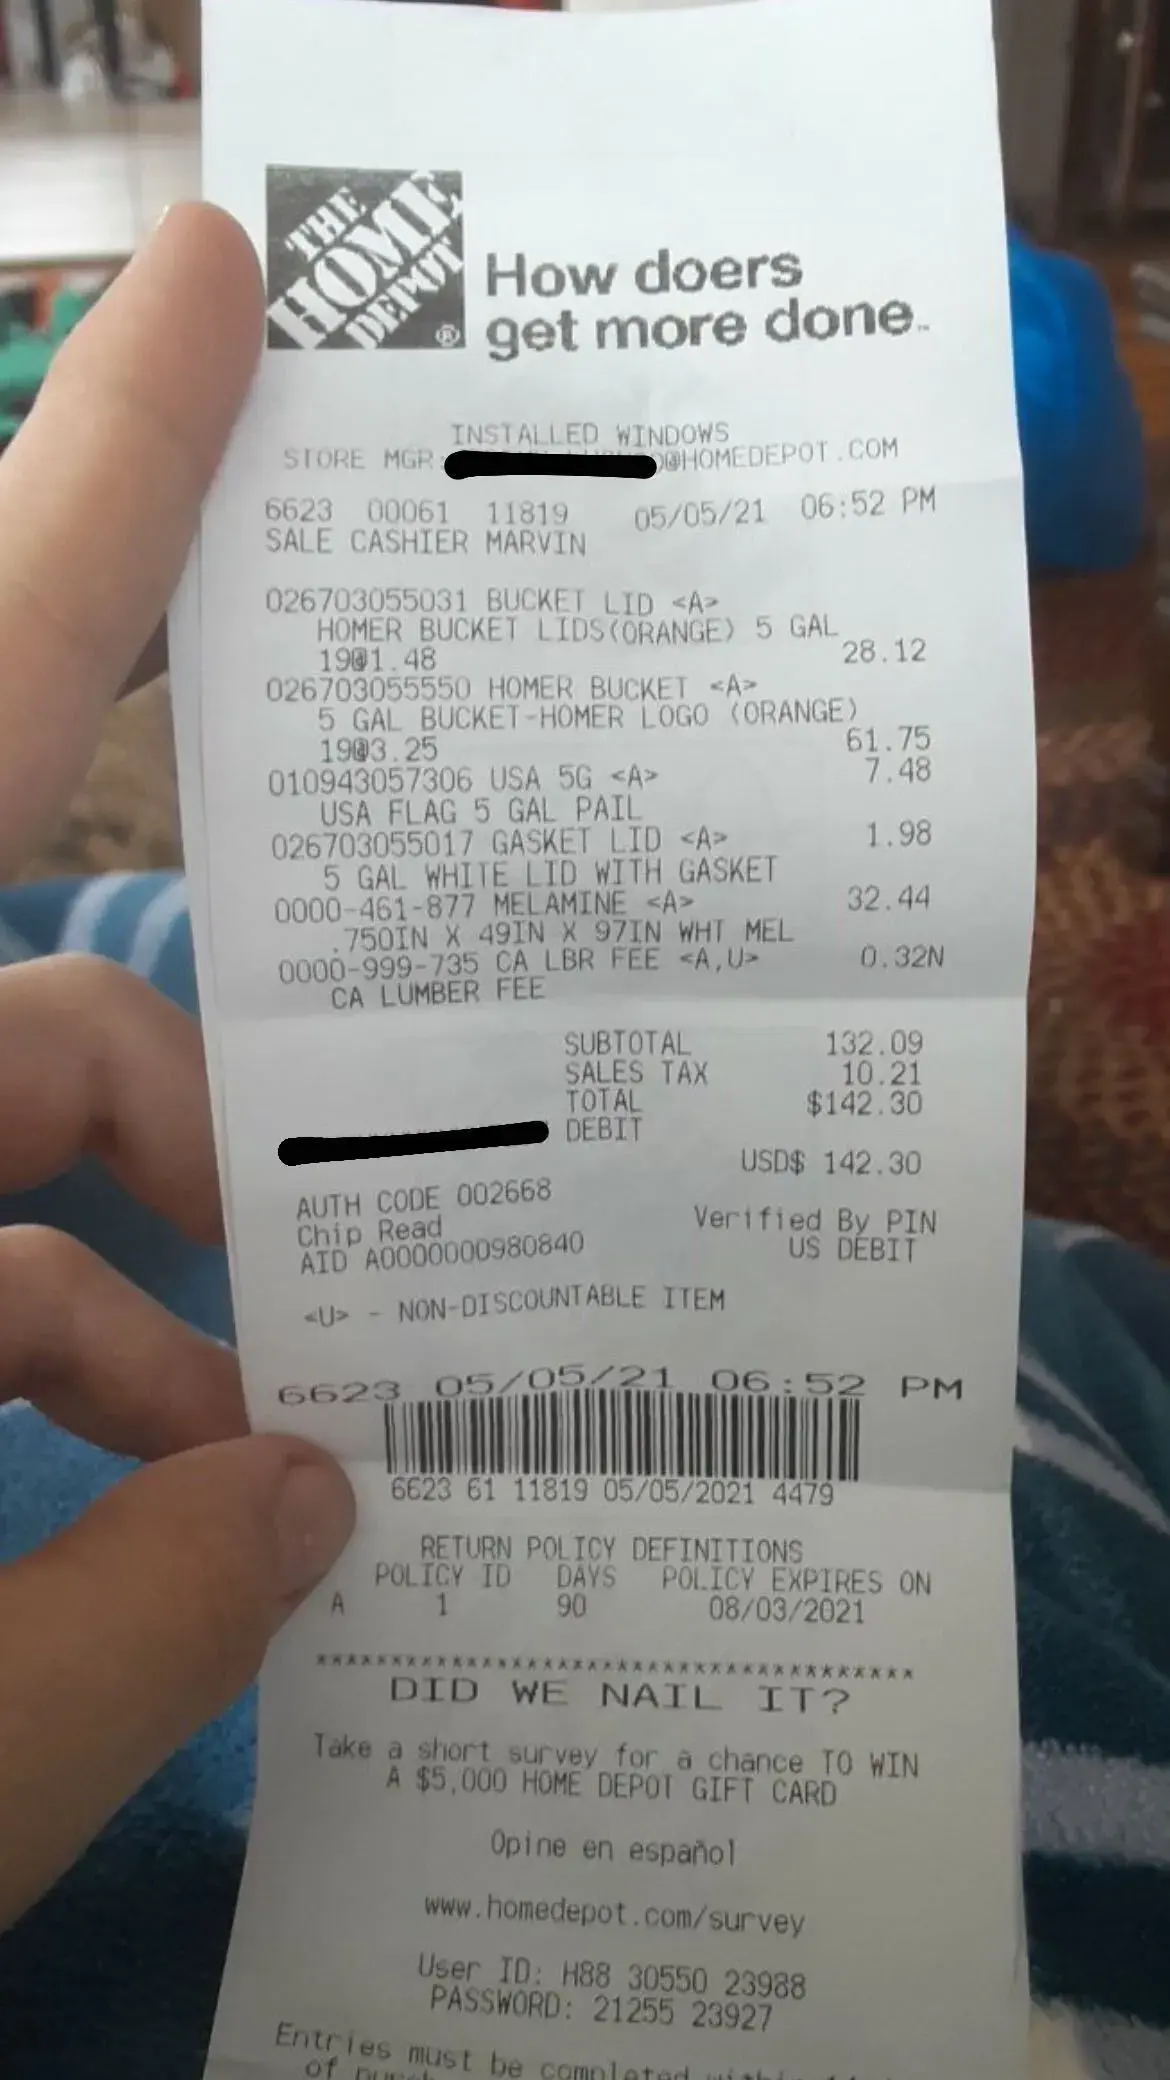 THE
HOME
DEPOT
®
How doers
get more done™
INSTALLED WINDOWS
STORE MGR: @HOMEDEPOT.COM
6623 00061 11819 05/05/21 06:52 PM
SALE CASHIER MARVIN
026703055031 BUCKET LID <A>
HOMER BUCKET LIDS(ORANGE) 5 GAL
19@1.48 28.12
026703055550 HOMER BUCKET <A>
5 GAL BUCKET-HOMER LOGO (ORANGE)
19@3.25 61.75
010943057306 USA 5G <A> 7.48
USA FLAG 5 GAL PAIL
026703055017 GASKET LID <A> 1.98
5 GAL WHITE LID WITH GASKET
0000-461-877 MELAMINE <A> 32.44
.750IN X 49IN X 97IN WHT MEL
0000-999-735 CA LBR FEE <A,U> 0.32N
CA LUMBER FEE
SUBTOTAL 132.09
SALES TAX 10.21
TOTAL $142.30
DEBIT
USD$ 142.30
AUTH CODE 002668
Chip Read Verified By PIN
AID A0000000980840 US DEBIT
<U> - NON-DISCOUNTABLE ITEM
6623 05/05/21 06:52 PM
6623 61 11819 05/05/2021 4479
RETURN POLICY DEFINITIONS
POLICY ID DAYS POLICY EXPIRES ON
A 1 90 08/03/2021
****************************************
DID WE NAIL IT?
Take a short survey for a chance TO WIN
A $5,000 HOME DEPOT GIFT CARD
Opine en español
www.homedepot.com/survey
User ID: H88 30550 23988
PASSWORD: 21255 23927
Entries must be completed
of